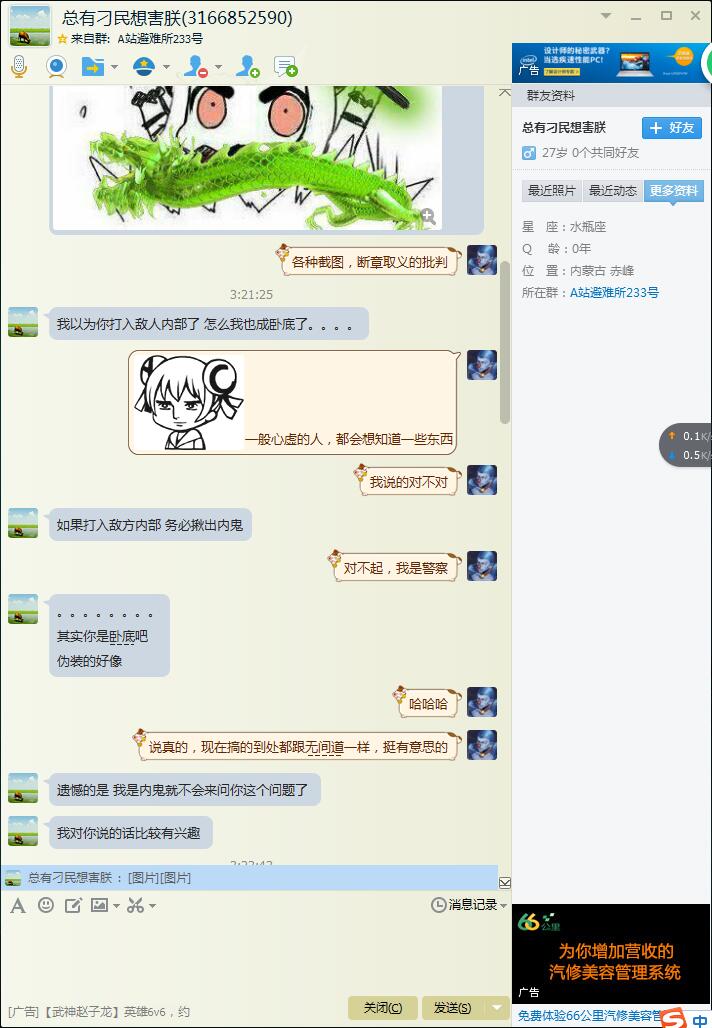 总有刁民想害朕(3166852590)
来自群: A站避难所233号
设计师的秘密武器?
当选疾速性能PC!
intel
广告
了解设计师专区
群友资料
总有刁民想害朕
+ 好友
27岁 0个共同好友
最近照片 最近动态 更多资料
星 座：水瓶座
Q 龄：0年
位 置：内蒙古 赤峰
所在群：A站避难所233号
各种截图，断章取义的批判
3:21:25
我以为你打入敌人内部了 怎么我也成卧底了。。。。
一般心虚的人，都会想知道一些东西
0.1K/s
0.5K/s
我说的对不对
如果打入敌方内部 务必揪出内鬼
对不起，我是警察
。。。。。。。。
其实你是卧底吧
伪装的好像
哈哈哈
说真的，现在搞的到处都跟无间道一样，挺有意思的
遗憾的是 我是内鬼就不会来问你这个问题了
我对你说的话比较有兴趣
总有刁民想害朕： [图片][图片]
消息记录
66公里
为你增加营收的
汽修美容管理系统
广告
[广告]【武神赵子龙】英雄6v6，约
关闭(C) 发送(S)
免费体验66公里汽修美容管
中